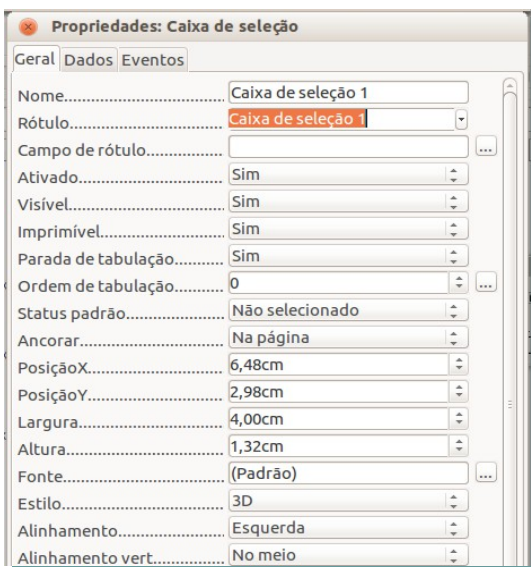 Propriedades: Caixa de seleção
Geral Dados Eventos
Nome............................ Caixa de seleção 1
Rótulo.......................... Caixa de seleção 1
Campo de rótulo............... ...
Ativado......................... Sim
Visível.......................... Sim
Imprimível..................... Sim
Parada de tabulação.......... Sim
Ordem de tabulação........... 0 ...
Status padrão.................. Não selecionado
Ancorar......................... Na página
PosiçãoX........................ 6,48cm
PosiçãoY........................ 2,98cm
Largura......................... 4,00cm
Altura........................... 1,32cm
Fonte............................ (Padrão) ...
Estilo............................ 3D
Alinhamento................... Esquerda
Alinhamento vert............. No meio